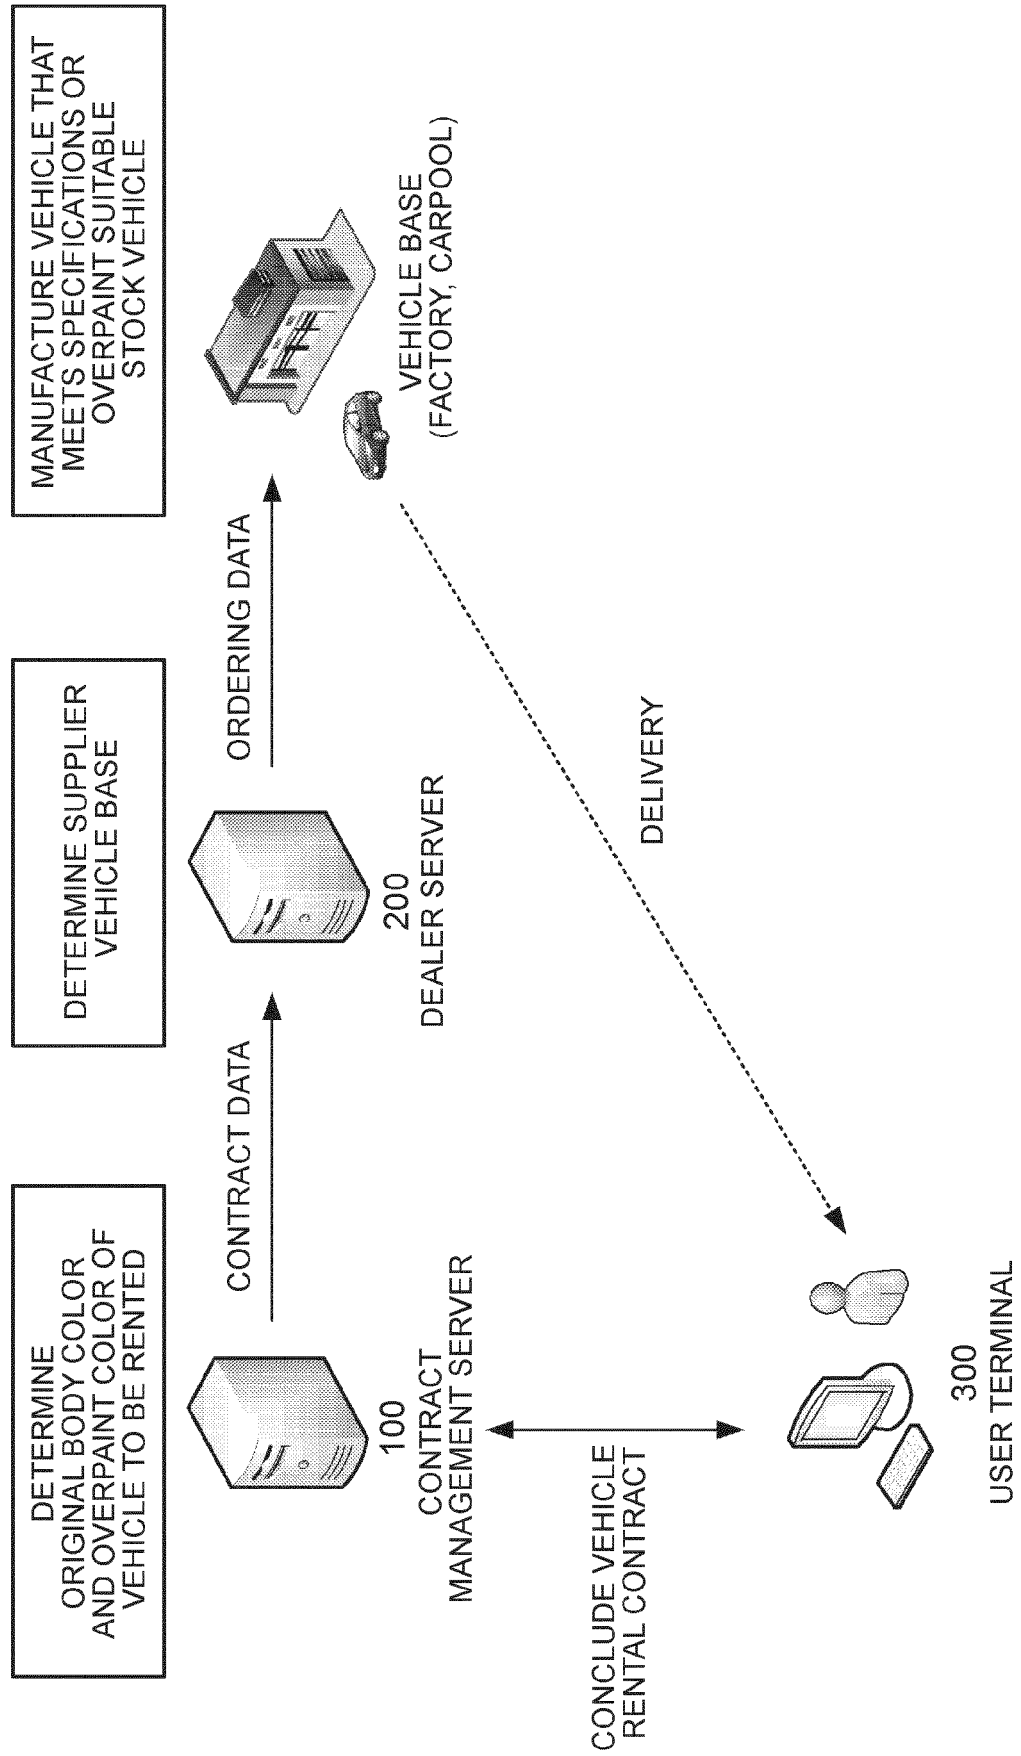 DETERMINE
ORIGINAL BODY COLOR
AND OVERPAINT COLOR OF
VEHICLE TO BE RENTED
DETERMINE SUPPLIER
VEHICLE BASE
MANUFACTURE VEHICLE THAT
MEETS SPECIFICATIONS OR
OVERPAINT SUITABLE
STOCK VEHICLE
CONTRACT DATA
ORDERING DATA
100
CONTRACT
MANAGEMENT SERVER
200
DEALER SERVER
VEHICLE BASE
(FACTORY, CARPOOL)
CONCLUDE VEHICLE
RENTAL CONTRACT
DELIVERY
300
USER TERMINAL